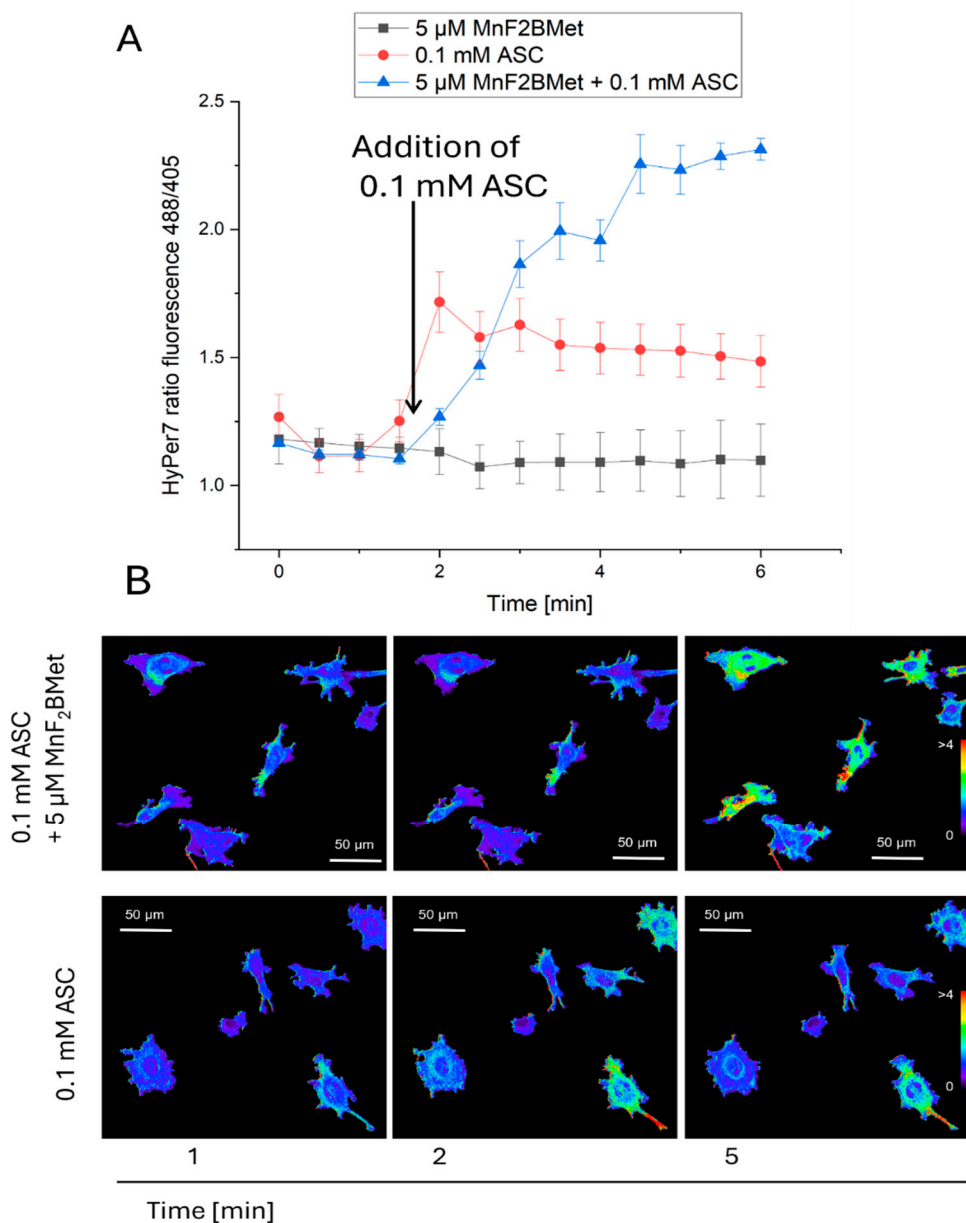 A
5 µM MnF2BMet
0.1 mM ASC
5 µM MnF2BMet + 0.1 mM ASC
HyPer7 ratio fluorescence 488/405
2.5
2.0
1.5
1.0
Addition of
0.1 mM ASC
0 2 4 6
Time [min]
B
0.1 mM ASC
+ 5 µM MnF₂BMet
50 µm
50 µm
50 µm
>4
0
0.1 mM ASC
50 µm
50 µm
50 µm
>4
0
1 2 5
Time [min]